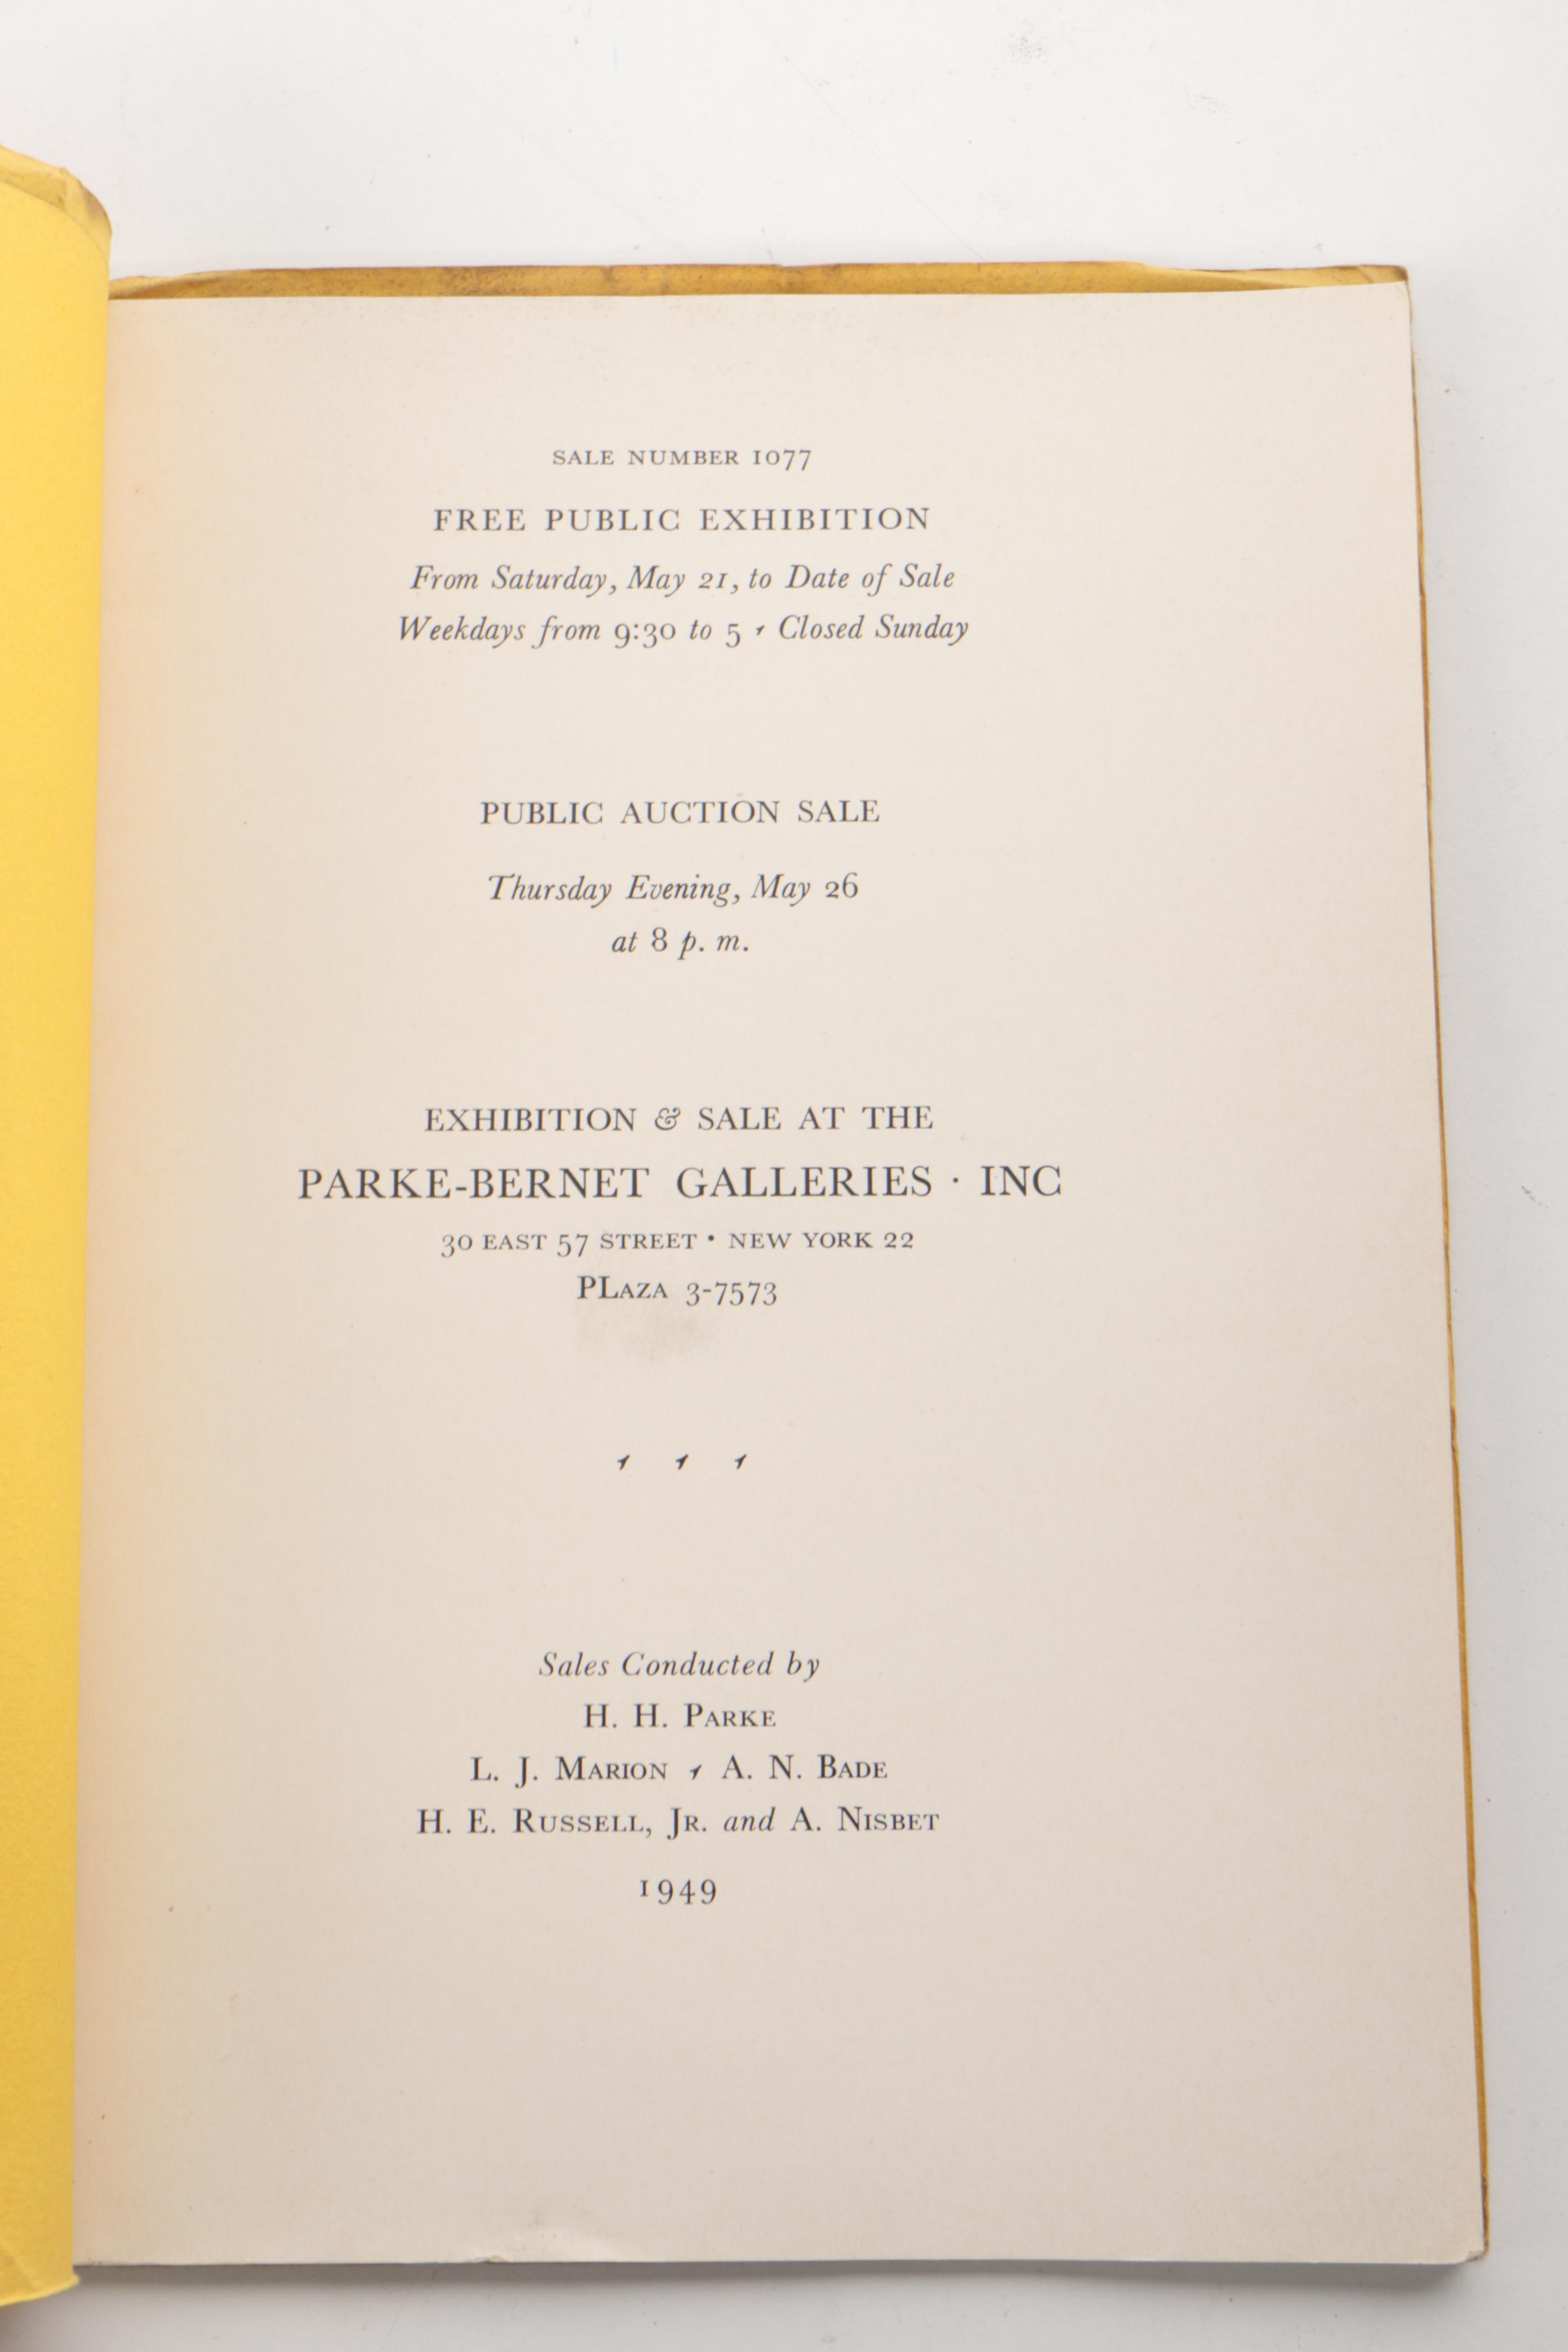 SALE NUMBER 1077
FREE PUBLIC EXHIBITION
From Saturday, May 21, to Date of Sale
Weekdays from 9:30 to 5 · Closed Sunday
PUBLIC AUCTION SALE
Thursday Evening, May 26
at 8 p. m.
EXHIBITION & SALE AT THE
PARKE-BERNET GALLERIES · INC
30 EAST 57 STREET • NEW YORK 22
PLAZA 3-7573
Sales Conducted by
H. H. PARKE
L. J. MARION · A. N. BADE
H. E. RUSSELL, JR. and A. NISBET
1949